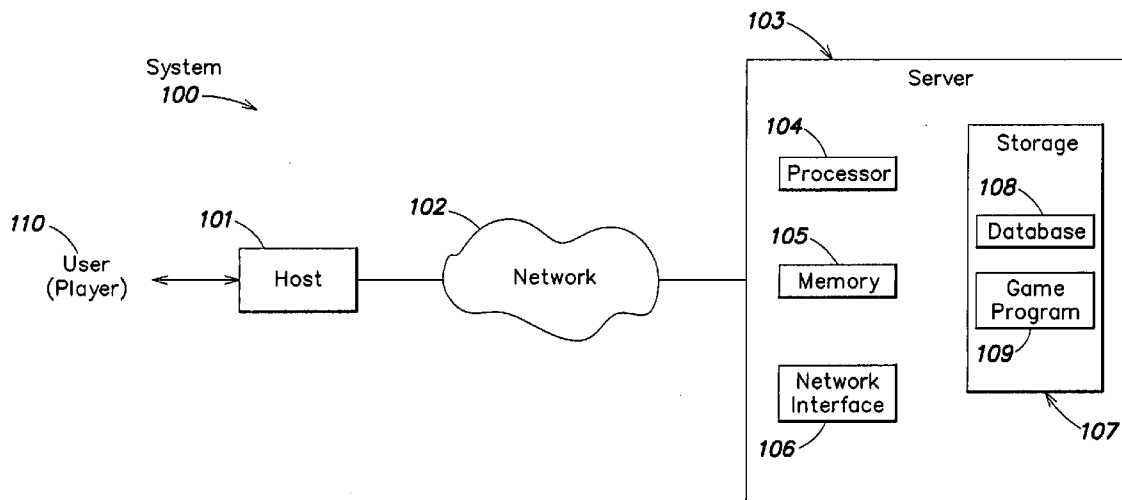 System
100
110
User
(Player)
101
Host
102
Network
103
Server
104
Processor
105
Memory
Network
Interface
106
Storage
108
Database
Game
Program
109
107